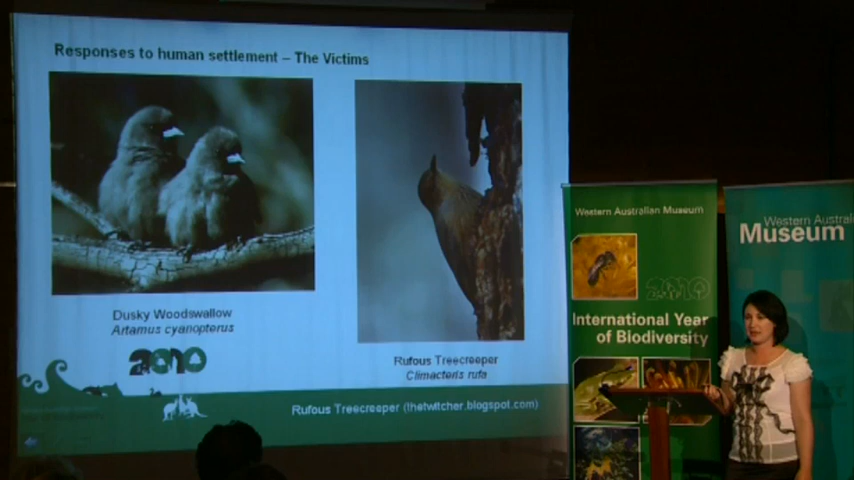 Responses to human settlement – The Victims
Dusky Woodswallow
Artamus cyanopterus
Rufous Treecreeper
Climacteris rufa
2010
Rufous Treecreeper (thetwitcher.blogspot.com)
Western Australian Museum
2010
International Year
of Biodiversity
Western Australia
Museum